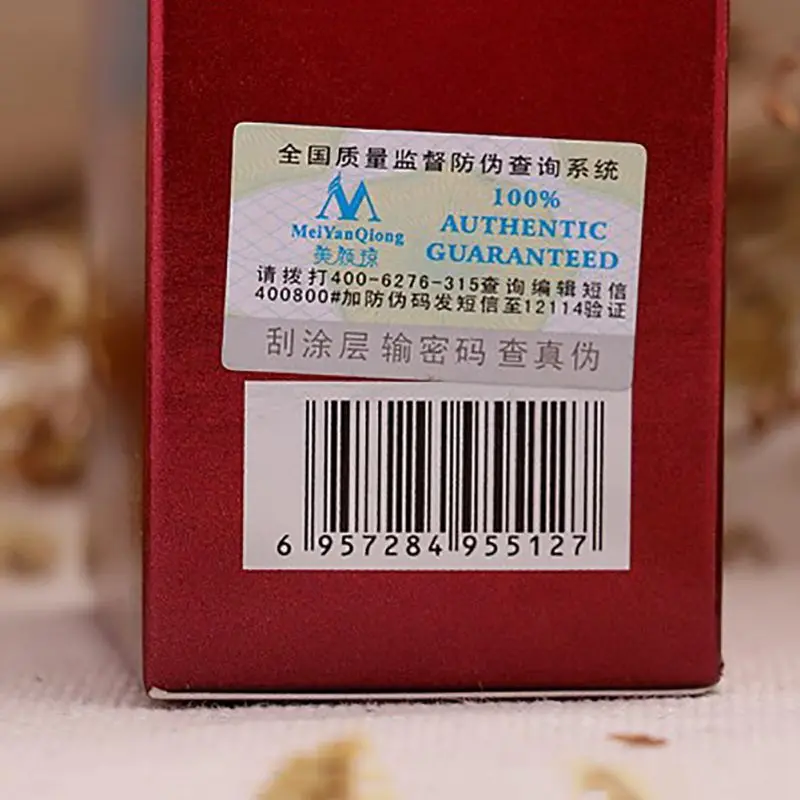 全国质量监督防伪查询系统
MeiYanQiong
美颜琼
100%
AUTHENTIC
GUARANTEED
请拨打400-6276-315查询编辑短信
400800#加防伪码发短信至12114验证
刮涂层 输密码 查真伪
6 957284 955127